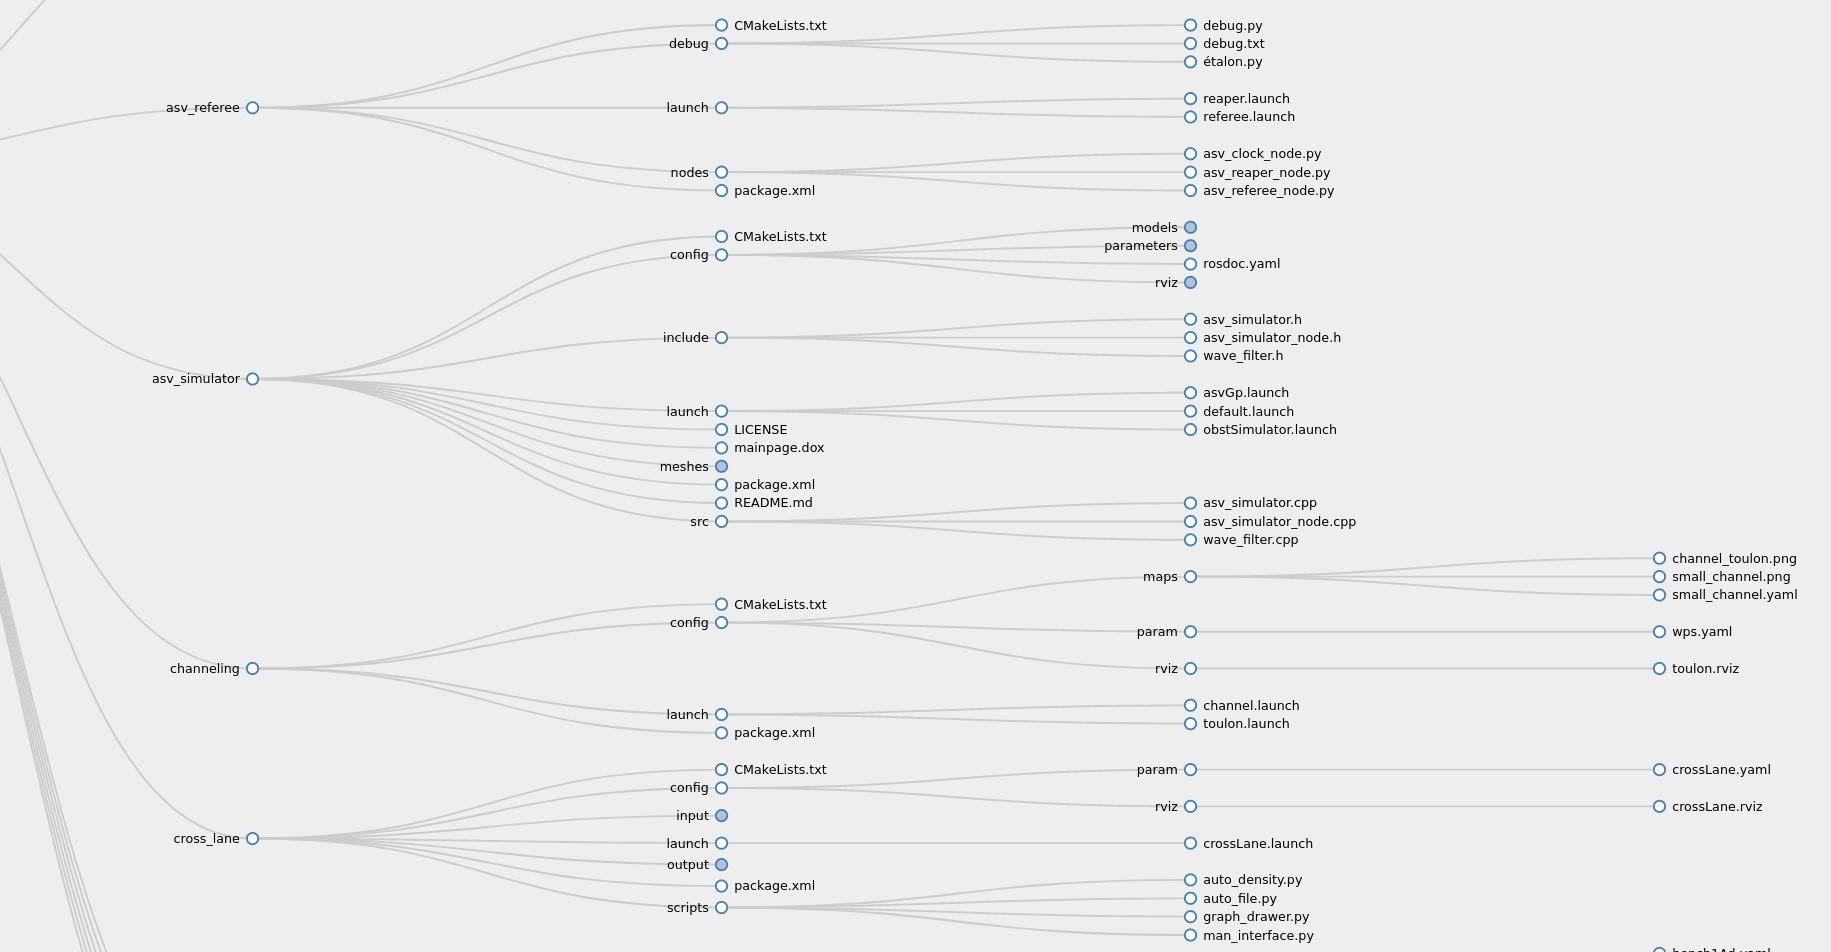 asv_referee
CMakeLists.txt
debug
debug.py
debug.txt
étalon.py
launch
reaper.launch
referee.launch
nodes
asv_clock_node.py
asv_reaper_node.py
asv_referee_node.py
package.xml
asv_simulator
CMakeLists.txt
config
models
parameters
rosdoc.yaml
rviz
include
asv_simulator.h
asv_simulator_node.h
wave_filter.h
launch
asvGp.launch
default.launch
obstSimulator.launch
LICENSE
mainpage.dox
meshes
package.xml
README.md
src
asv_simulator.cpp
asv_simulator_node.cpp
wave_filter.cpp
channeling
CMakeLists.txt
config
maps
channel_toulon.png
small_channel.png
small_channel.yaml
param
wps.yaml
rviz
toulon.rviz
launch
channel.launch
toulon.launch
package.xml
cross_lane
CMakeLists.txt
config
param
crossLane.yaml
rviz
crossLane.rviz
input
launch
crossLane.launch
output
package.xml
scripts
auto_density.py
auto_file.py
graph_drawer.py
man_interface.py